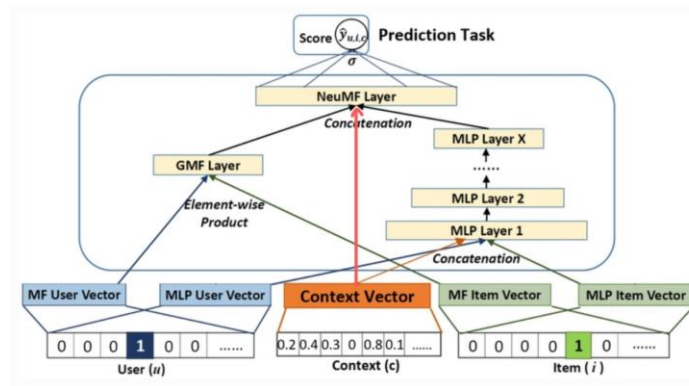 Score ŷu,i,c Prediction Task
σ
NeuMF Layer
Concatenation
MLP Layer X
GMF Layer
......
Element-wise
Product
MLP Layer 2
MLP Layer 1
Concatenation
MF User Vector MLP User Vector Context Vector MF Item Vector MLP Item Vector
0 0 0 1 0 0 ...... 0.2 0.4 0.3 0 0.8 0.1 ...... 0 0 0 0 1 0 ......
User (u) Context (c) Item ( i )